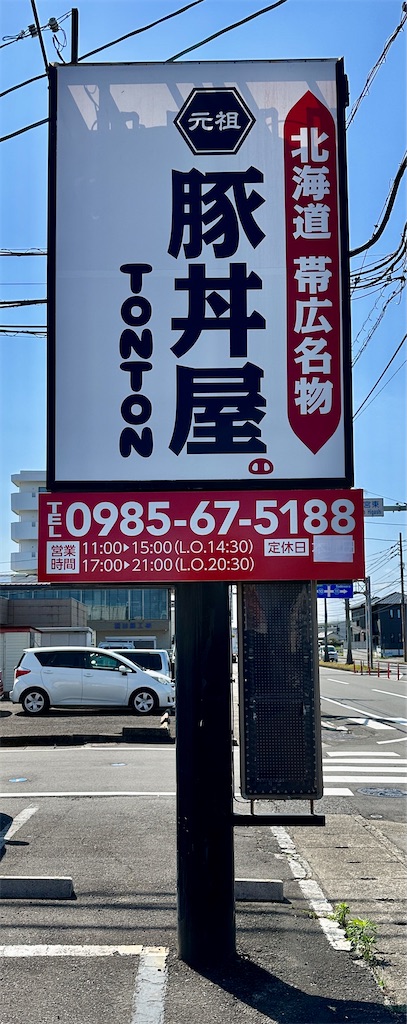 元祖
北海道 帯広名物
豚丼屋
TONTON
TEL 0985-67-5188
営業時間 11:00▶15:00(L.O.14:30) 定休日
17:00▶21:00(L.O.20:30)